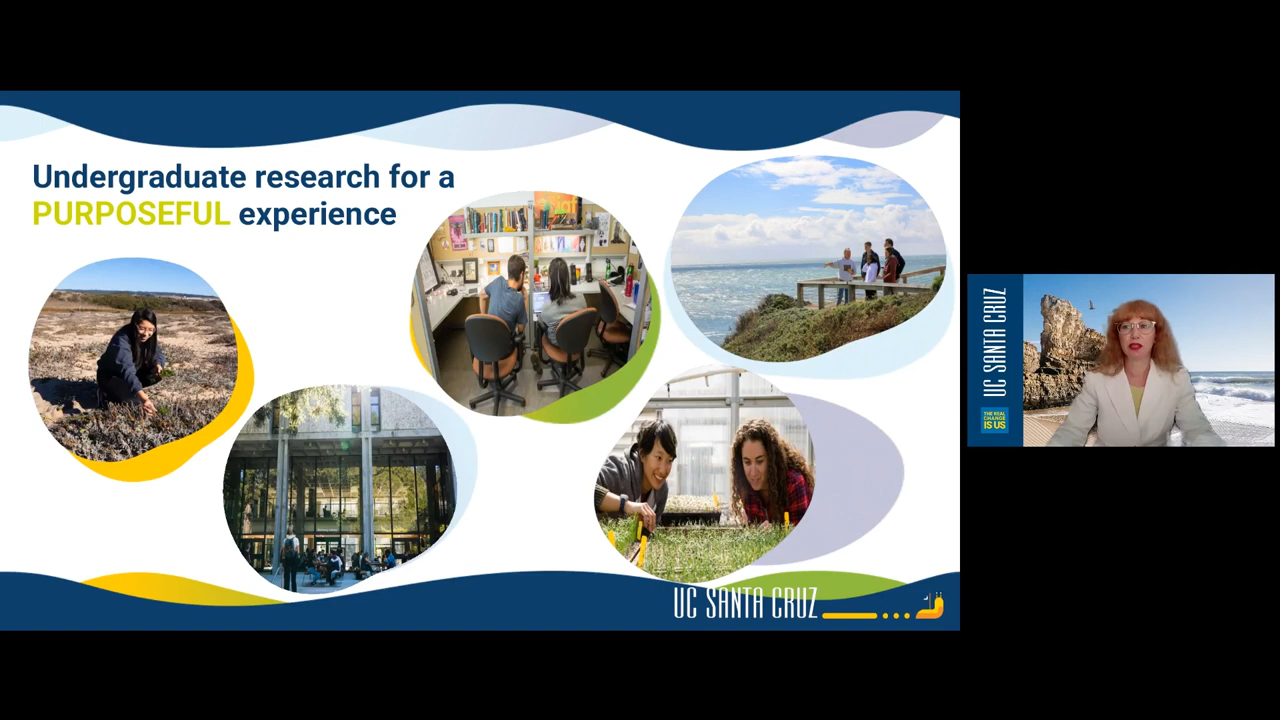 Undergraduate research for a
PURPOSEFUL experience
UC SANTA CRUZ
UC SANTA CRUZ
THE REAL
CHANGE
IS US